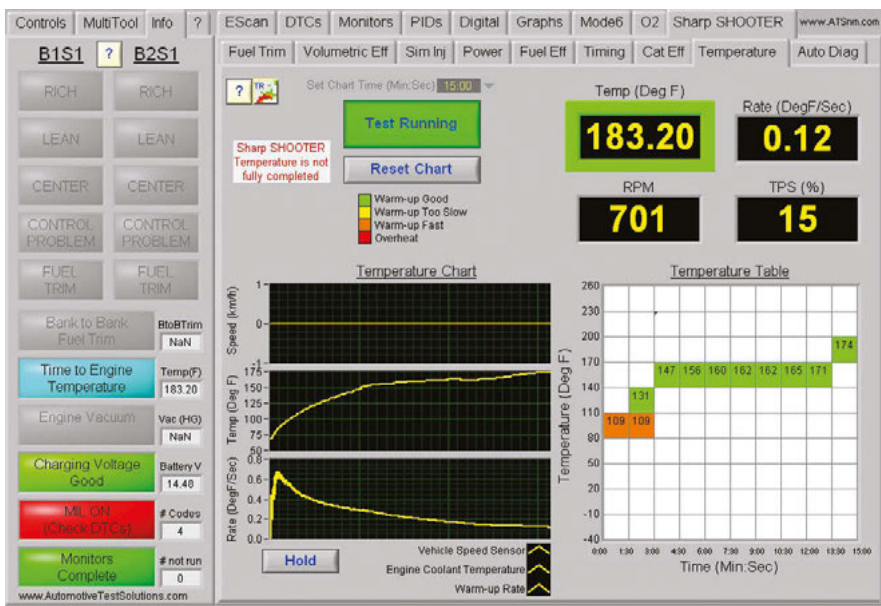 Controls MultiTool Info ?
B1S1 ? B2S1
RICH RICH
LEAN LEAN
CENTER CENTER
CONTROL PROBLEM CONTROL PROBLEM
FUEL TRIM FUEL TRIM
Bank to Bank Fuel Trim
BtoBTrim
NaN
Time to Engine Temperature
Temp(F)
183.20
Engine Vacuum
Vac (HG)
NaN
Charging Voltage Good
Battery V
14.48
MIL ON (Check DTCs)
# Codes
4
Monitors Complete
# not run
0
www.AutomotiveTestSolutions.com
EScan DTCs Monitors PIDs Digital Graphs Mode6 O2 Sharp SHOOTER www.ATSnm.com
Fuel Trim Volumetric Eff Sim Inj Power Fuel Eff Timing Cat Eff Temperature Auto Diag
? TR
Set Chart Time (Min:Sec) 15:00
Test Running
Sharp SHOOTER
Temperature is not
fully completed
Reset Chart
Warm-up Good
Warm-up Too Slow
Warm-up Fast
Overheat
Temp (Deg F)
183.20
Rate (DegF/Sec)
0.12
RPM
701
TPS (%)
15
Temperature Chart
Speed (km/h)
1
0
-1
Temp (Deg F)
175
150
125
100
75
50
Rate (DegF/Sec)
0.8
0.6
0.4
0.2
0.0
Hold
Vehicle Speed Sensor
Engine Coolant Temperature
Warm-up Rate
Temperature Table
Temperature (Deg F)
260
230
200
170
140
110
80
50
20
-10
-40
174
147 156 160 162 162 165 171
131
109 109
0:00 1:30 3:00 4:30 6:00 7:30 9:00 10:30 12:00 13:30 15:00
Time (Min:Sec)